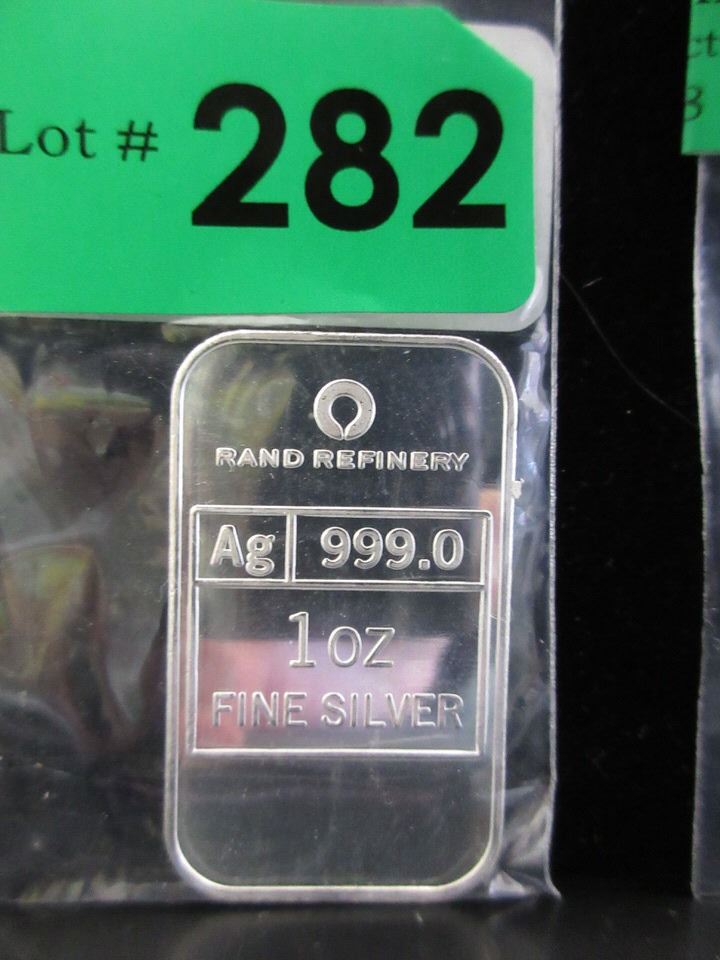 Lot # 282
RAND REFINERY
Ag 999.0
1 oz
FINE SILVER